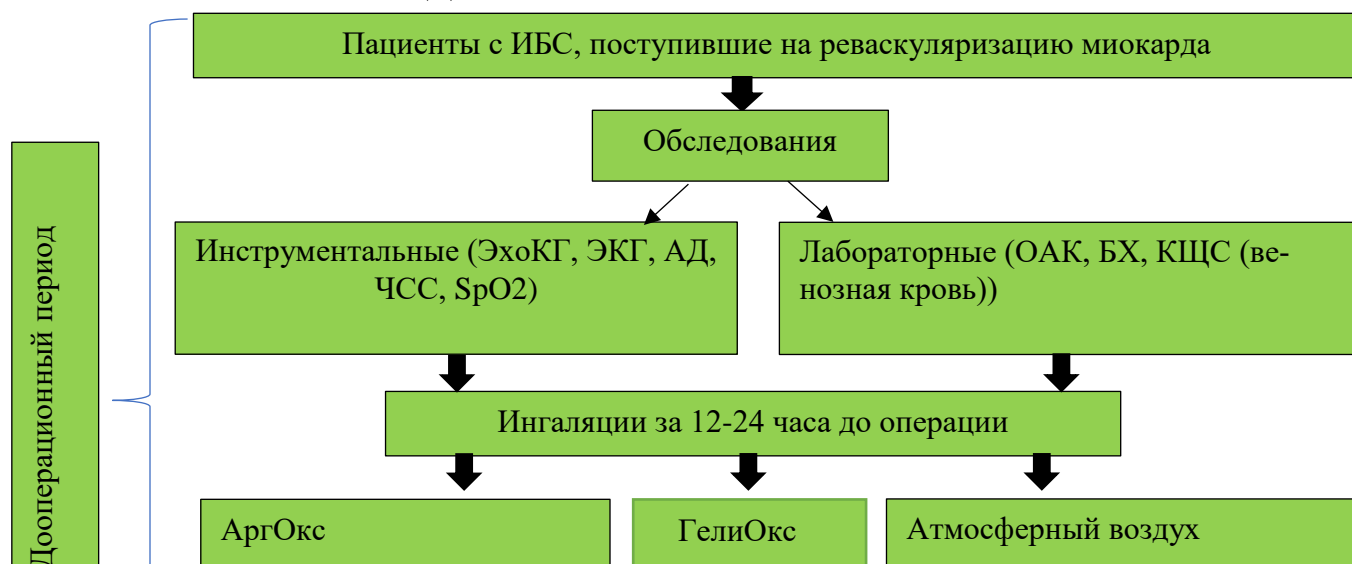 Пациенты с ИБС, поступившие на реваскуляризацию миокарда
Обследования
Инструментальные (ЭхоКГ, ЭКГ, АД,
ЧСС, SpO2)
Лабораторные (ОАК, БХ, КЩС (ве-
нозная кровь))
Дооперационный период
Ингаляции за 12-24 часа до операции
АргОкс
ГелиОкс
Атмосферный воздух